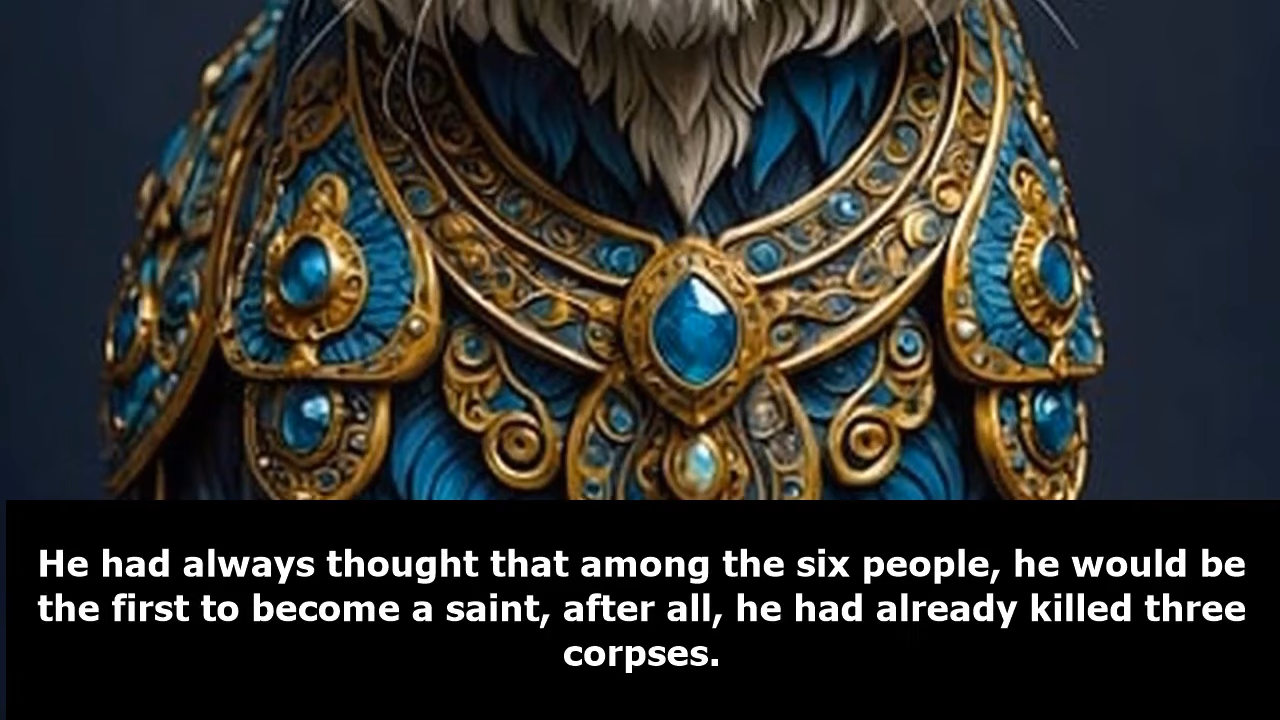 He had always thought that among the six people, he would be
the first to become a saint, after all, he had already killed three
corpses.